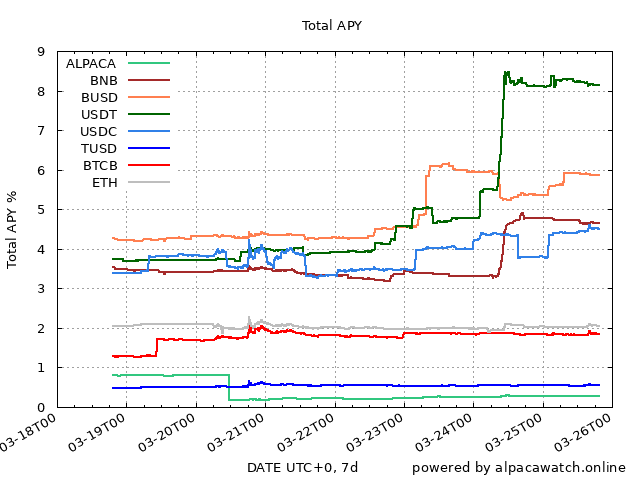 Total APY
ALPACA
BNB
BUSD
USDT
USDC
TUSD
BTCB
ETH
Total APY %
9
8
7
6
5
4
3
2
1
0
03-18T00 03-19T00 03-20T00 03-21T00 03-22T00 03-23T00 03-24T00 03-25T00 03-26T00
DATE UTC+0, 7d powered by alpacawatch.online